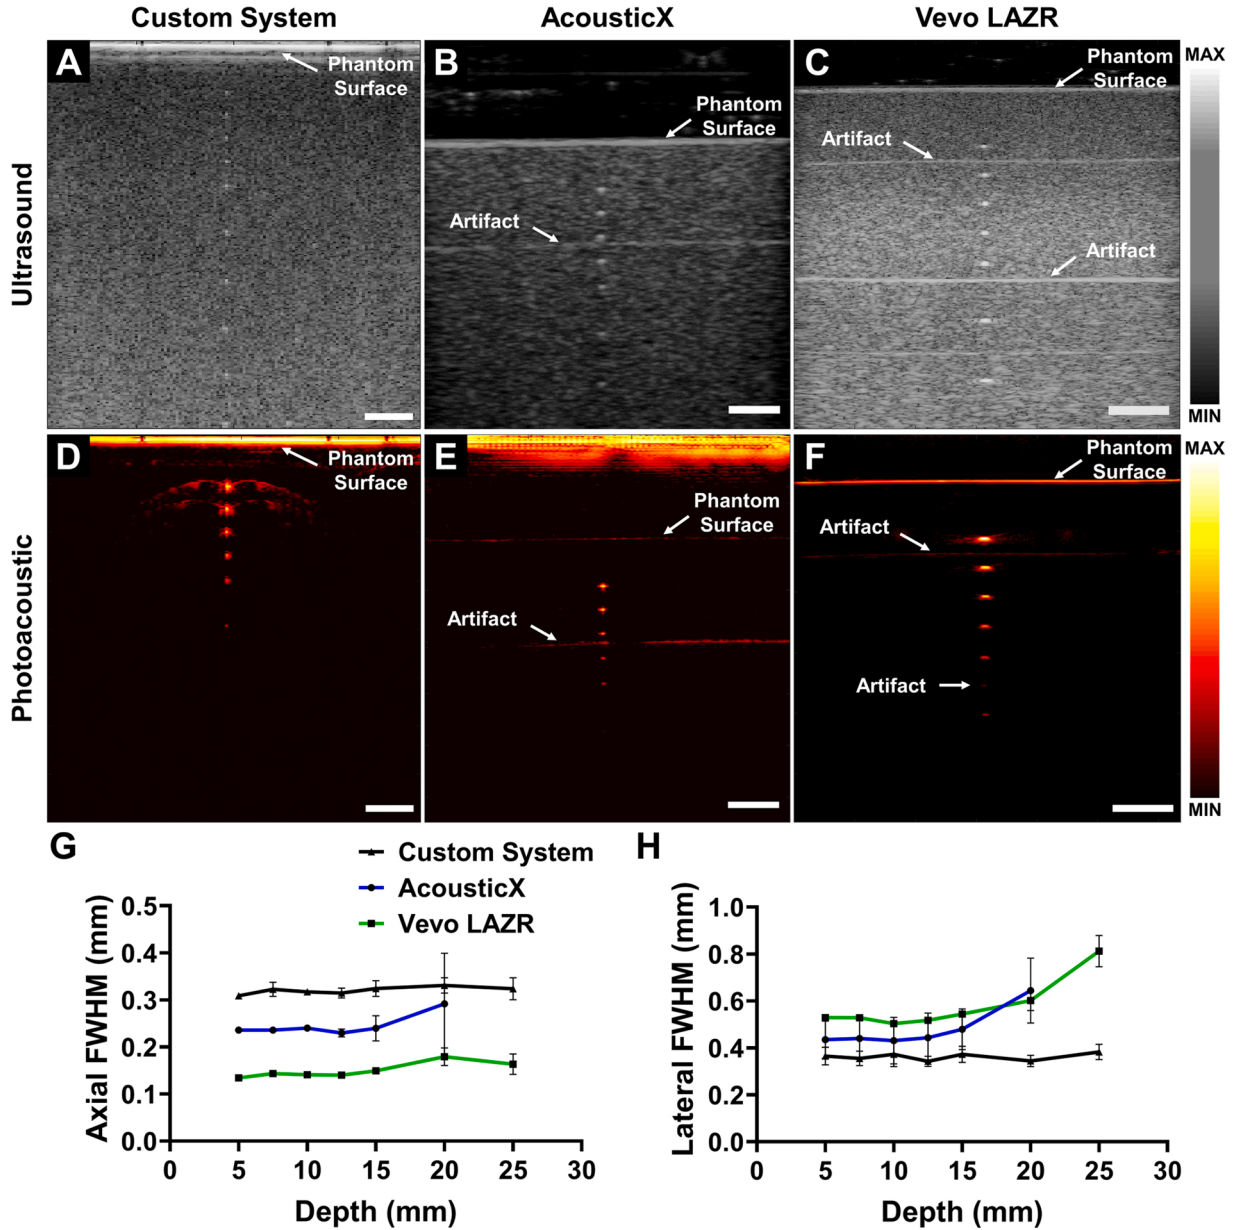 Custom System
AcousticX
Vevo LAZR
Ultrasound
A
Phantom
Surface
B
Phantom
Surface
Artifact
C
Phantom
Surface
Artifact
Artifact
MAX
MIN
Photoacoustic
D
Phantom
Surface
E
Phantom
Surface
Artifact
F
Phantom
Surface
Artifact
Artifact
MAX
MIN
G
Custom System
AcousticX
Vevo LAZR
Axial FWHM (mm)
0.5
0.4
0.3
0.2
0.1
0.0
0 5 10 15 20 25 30
Depth (mm)
H
Lateral FWHM (mm)
1.0
0.8
0.6
0.4
0.2
0.0
0 5 10 15 20 25 30
Depth (mm)